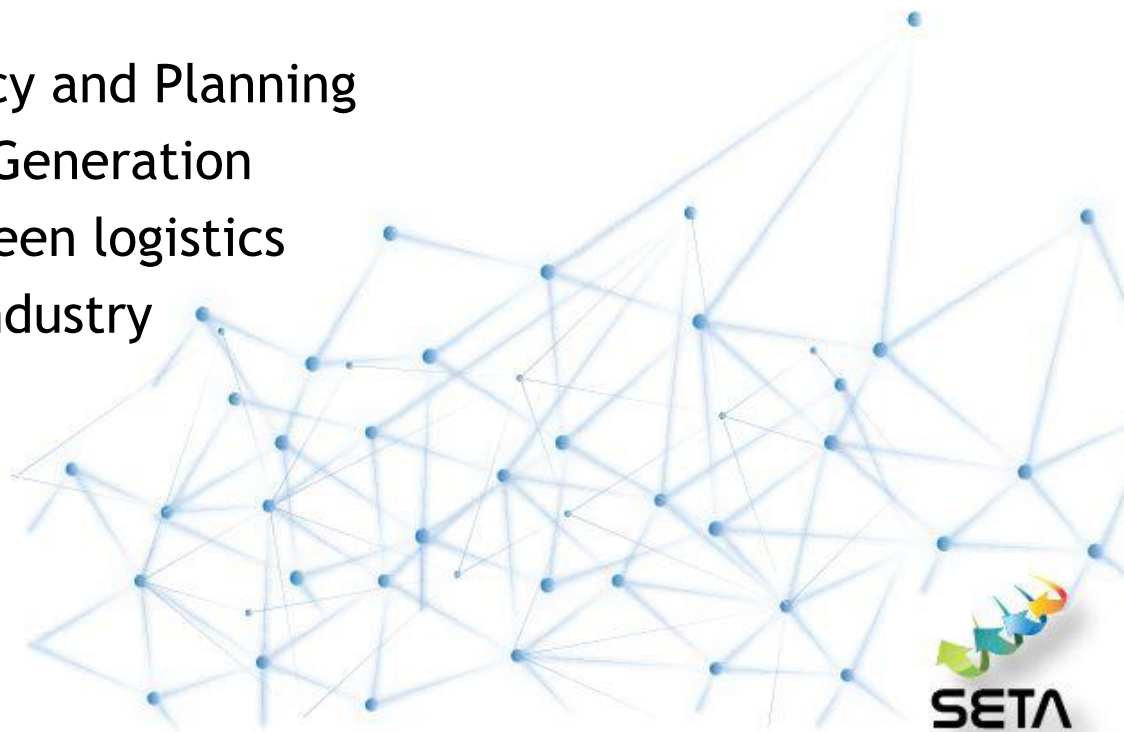 cy and Planning
Generation
een logistics
ndustry
SETA